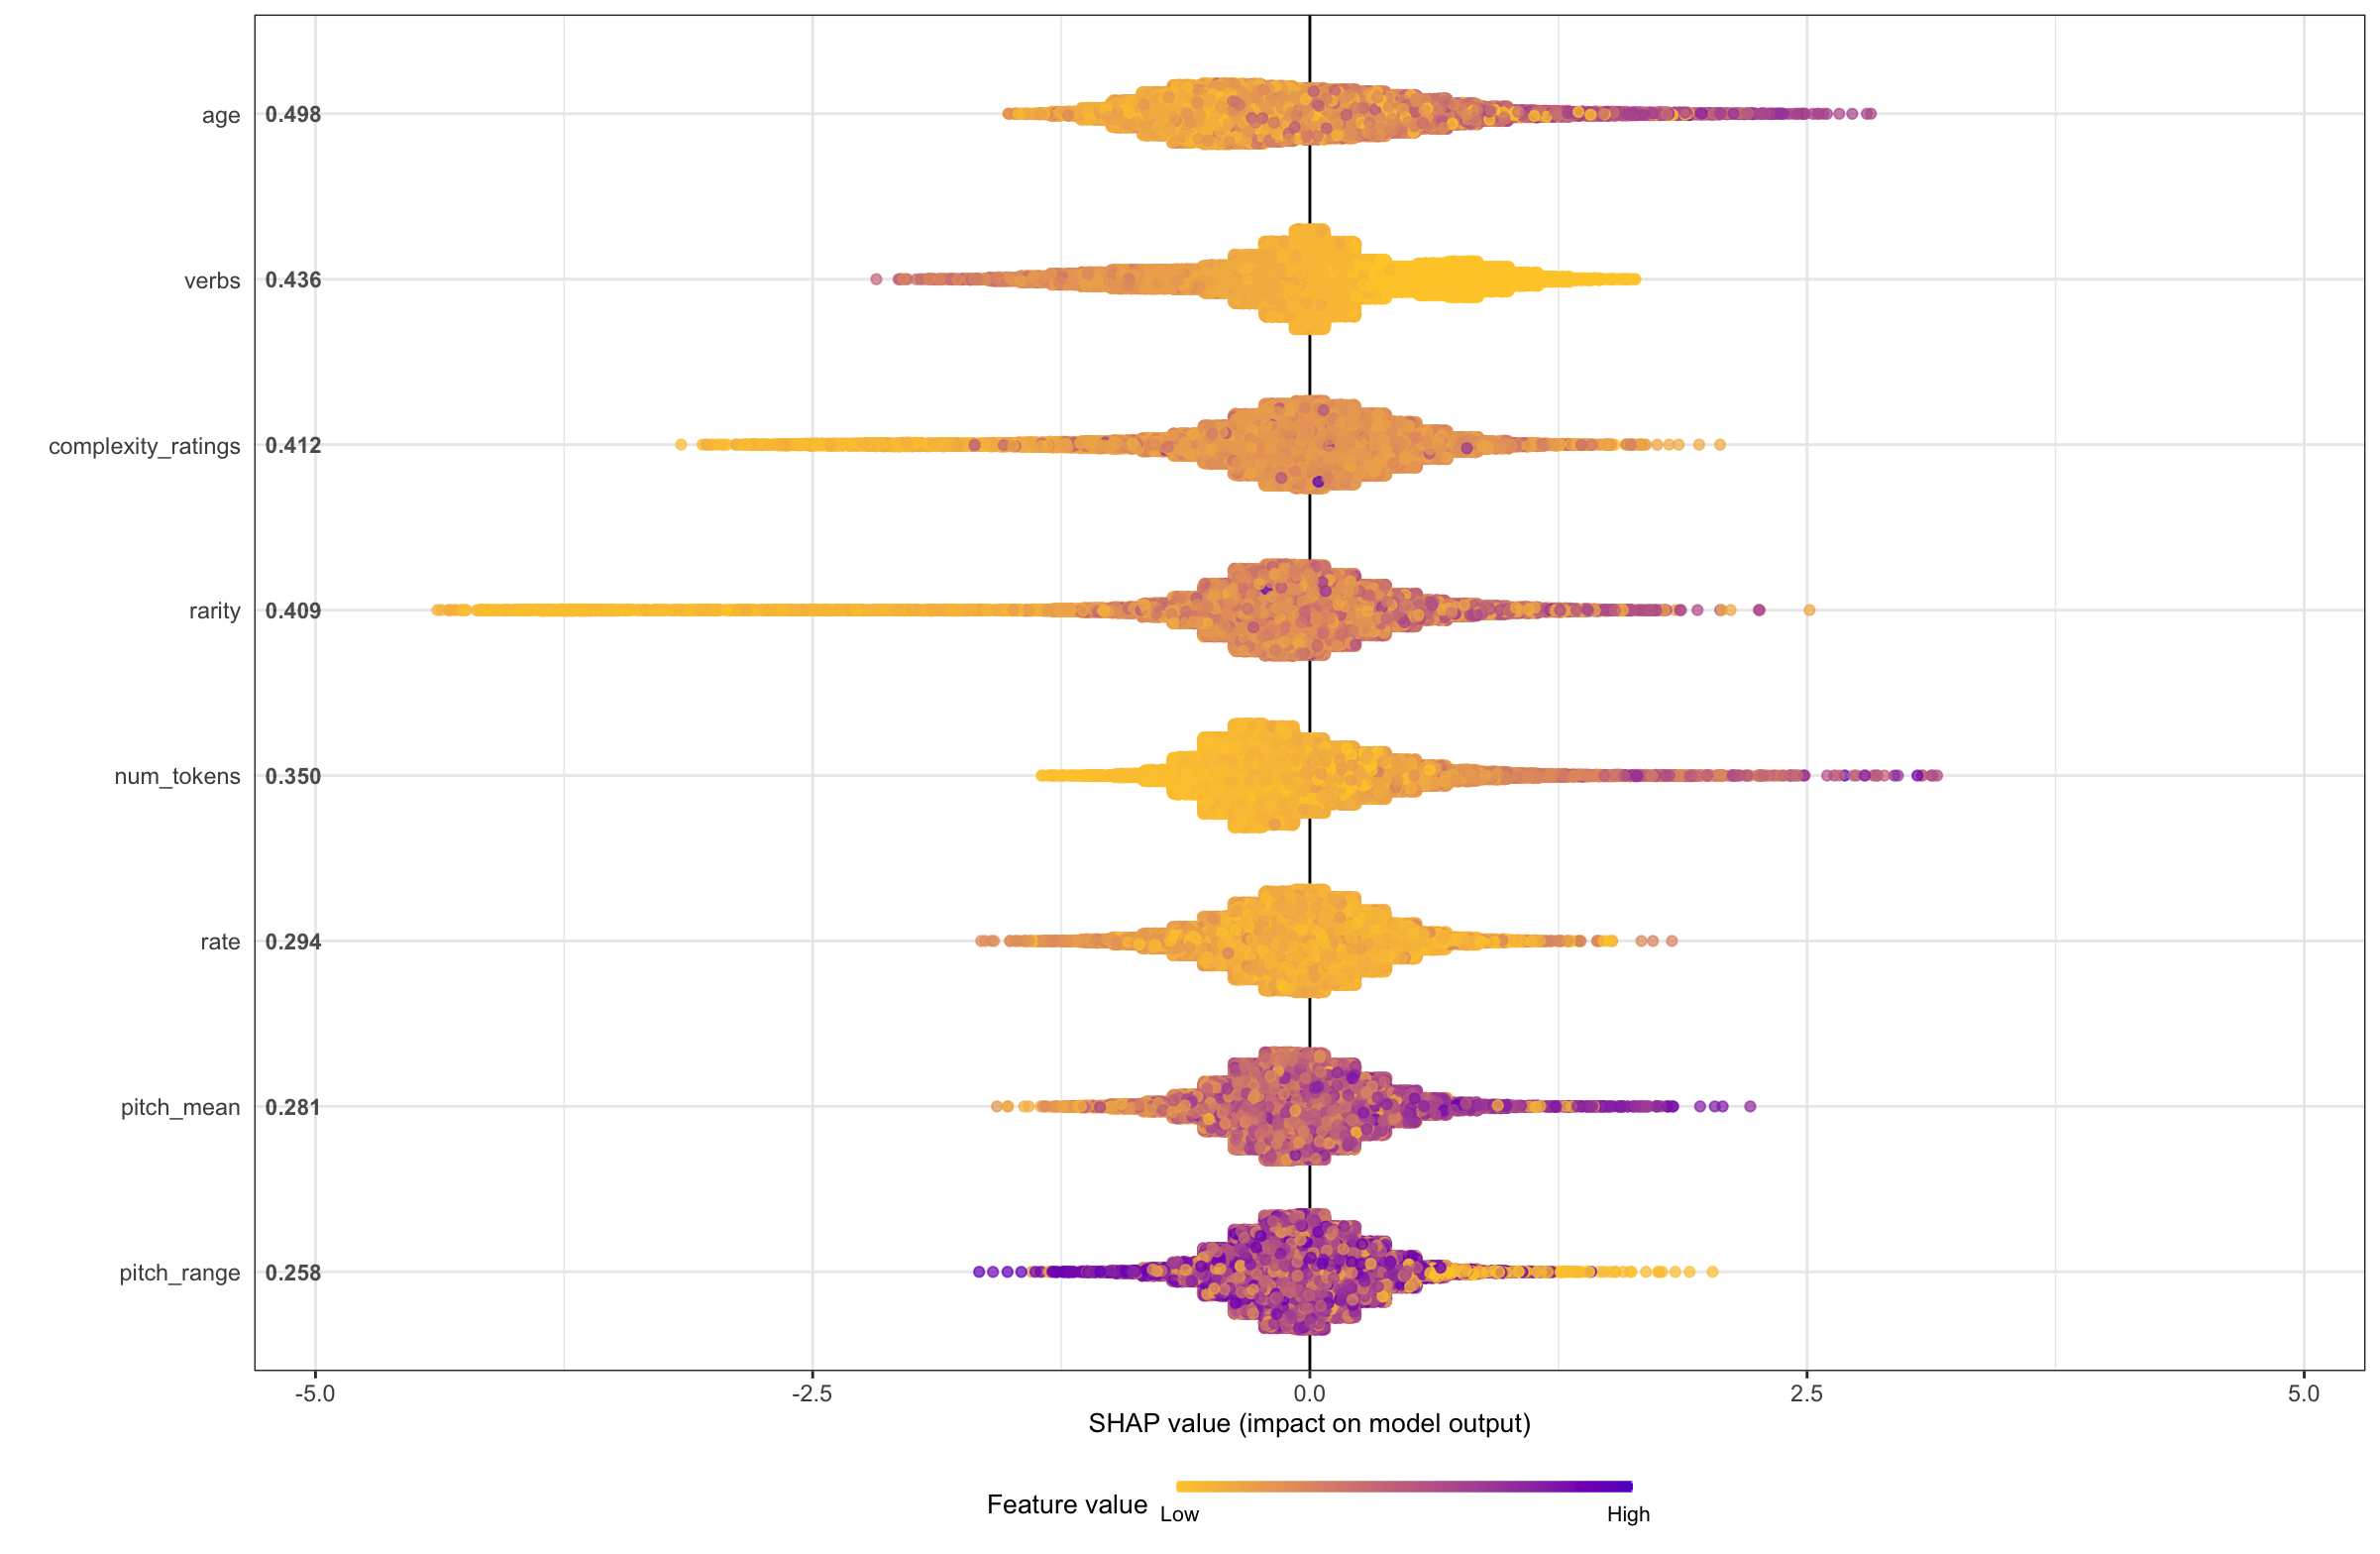 age 0.498
verbs 0.436
complexity_ratings 0.412
rarity 0.409
num_tokens 0.350
rate 0.294
pitch_mean 0.281
pitch_range 0.258
-5.0 -2.5 0.0 2.5 5.0
SHAP value (impact on model output)
Feature value
Low High